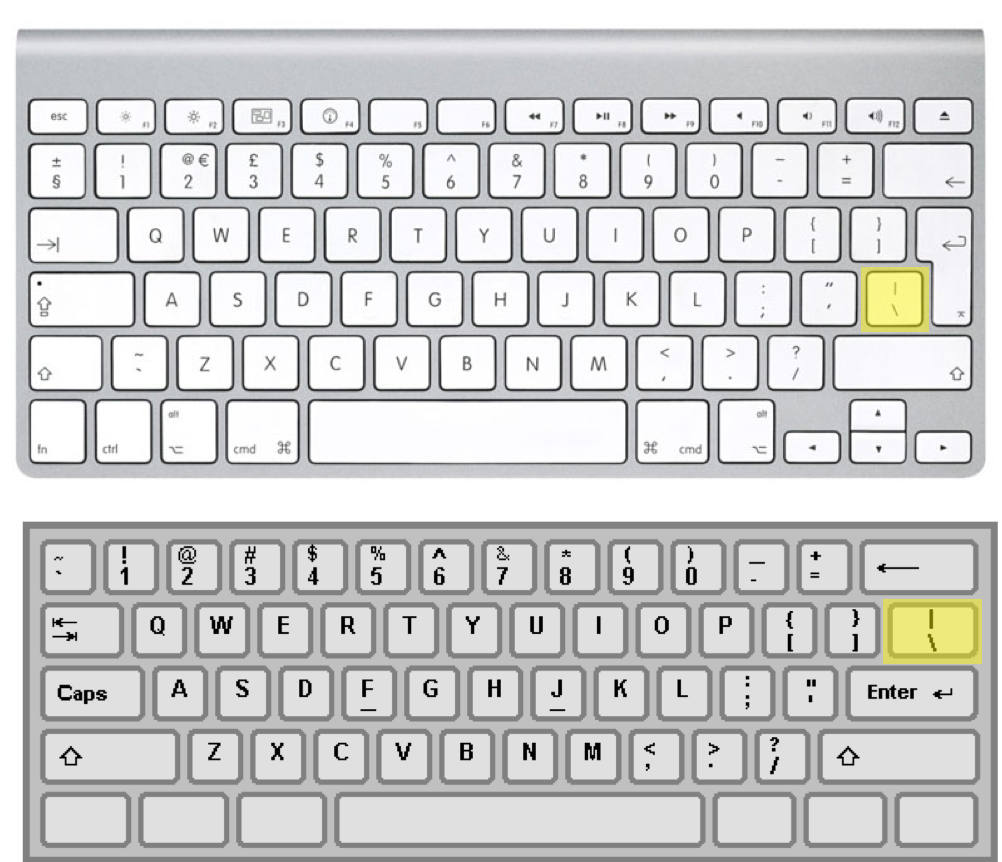 esc F1 F2 F3 F4 F5 F6 F7 F8 F9 F10 F11 F12
± ! @ € £ $ % ^ & * ( ) – +
§ 1 2 3 4 5 6 7 8 9 0 - =
Q W E R T Y U I O P { }
[ ]
A S D F G H J K L : " |
; ' \
~ Z X C V B N M < > ?
` , . /
alt alt
fn ctrl cmd ⌘ ⌘ cmd
~ ! @ # $ % ^ & * ( ) _ +
` 1 2 3 4 5 6 7 8 9 0 - =
Q W E R T Y U I O P { } |
[ ] \
Caps A S D F G H J K L : " Enter
; '
Z X C V B N M < > ?
, . /